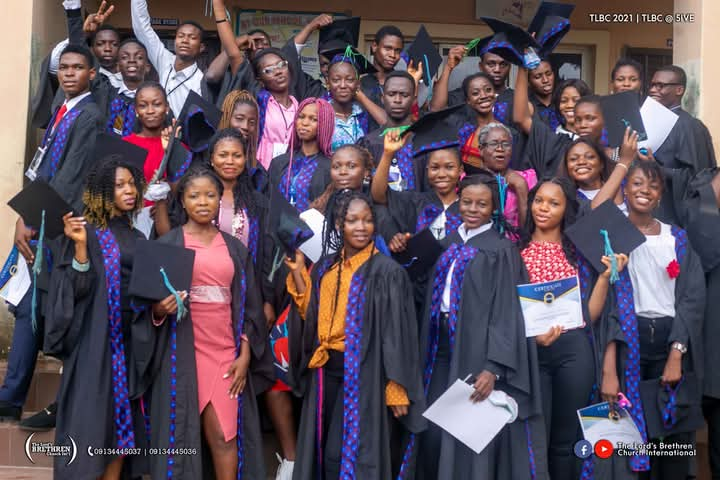 TLBC 2021 | TLBC @ 5IVE
CERTIFICATE
The Lord's
BRETHREN
Church Int'l
09134445037 | 09134445036
The Lord's Brethren
Church International